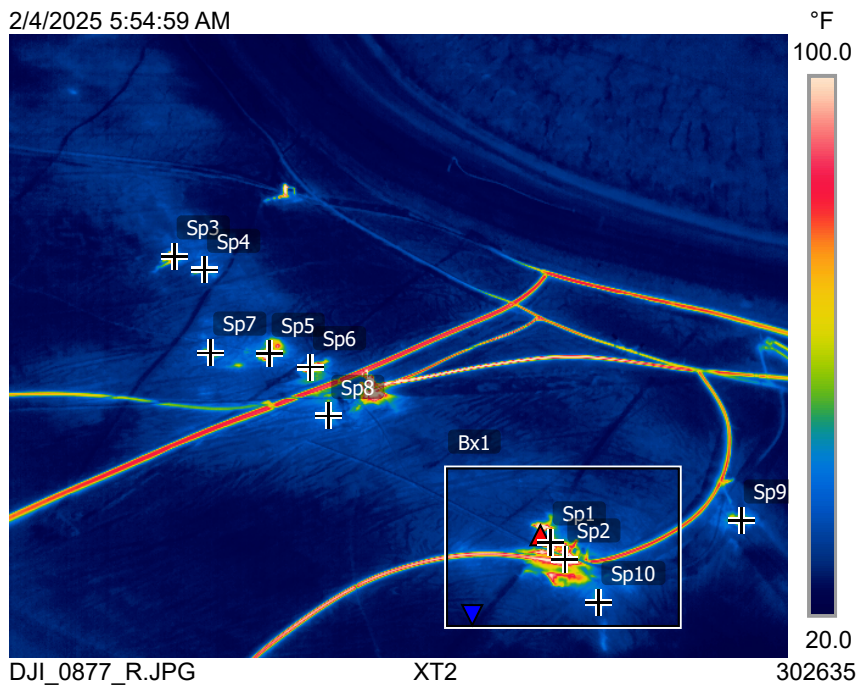 2/4/2025 5:54:59 AM
°F
100.0
Sp3
Sp4
Sp7
Sp5
Sp6
Sp8
Bx1
Sp9
Sp1
Sp2
Sp10
20.0
DJI_0877_R.JPG XT2 302635